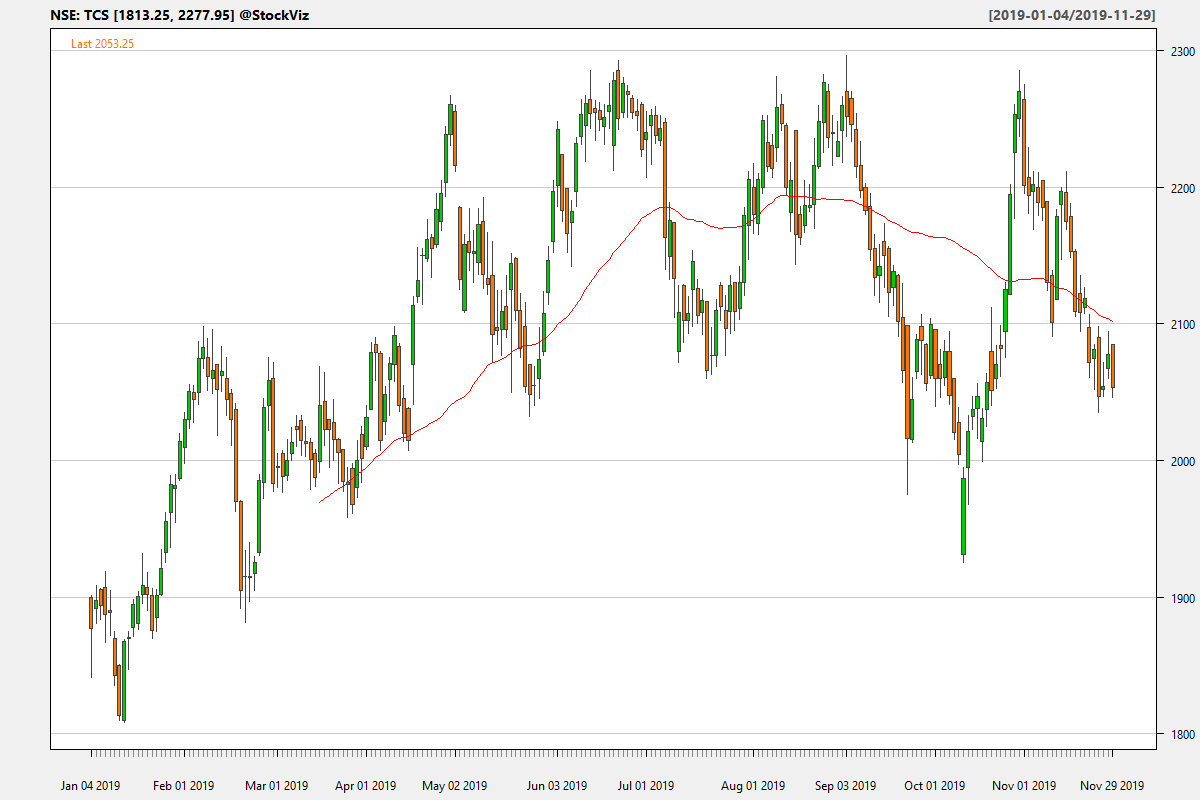 NSE: TCS [1813.25, 2277.95] @StockViz
[2019-01-04/2019-11-29]
Last 2053.25
2300
2200
2100
2000
1900
1800
Jan 04 2019 Feb 01 2019 Mar 01 2019 Apr 01 2019 May 02 2019 Jun 03 2019 Jul 01 2019 Aug 01 2019 Sep 03 2019 Oct 01 2019 Nov 01 2019 Nov 29 2019